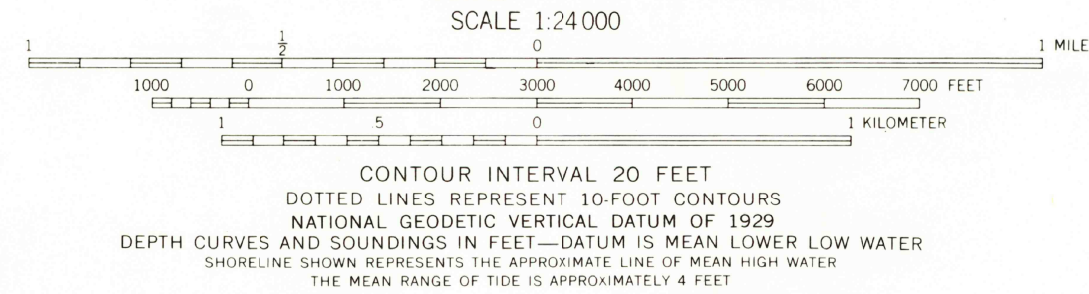 SCALE 1:24 000
1 1/2 0 1 MILE
1000 0 1000 2000 3000 4000 5000 6000 7000 FEET
1 .5 0 1 KILOMETER
CONTOUR INTERVAL 20 FEET
DOTTED LINES REPRESENT 10-FOOT CONTOURS
NATIONAL GEODETIC VERTICAL DATUM OF 1929
DEPTH CURVES AND SOUNDINGS IN FEET—DATUM IS MEAN LOWER LOW WATER
SHORELINE SHOWN REPRESENTS THE APPROXIMATE LINE OF MEAN HIGH WATER
THE MEAN RANGE OF TIDE IS APPROXIMATELY 4 FEET